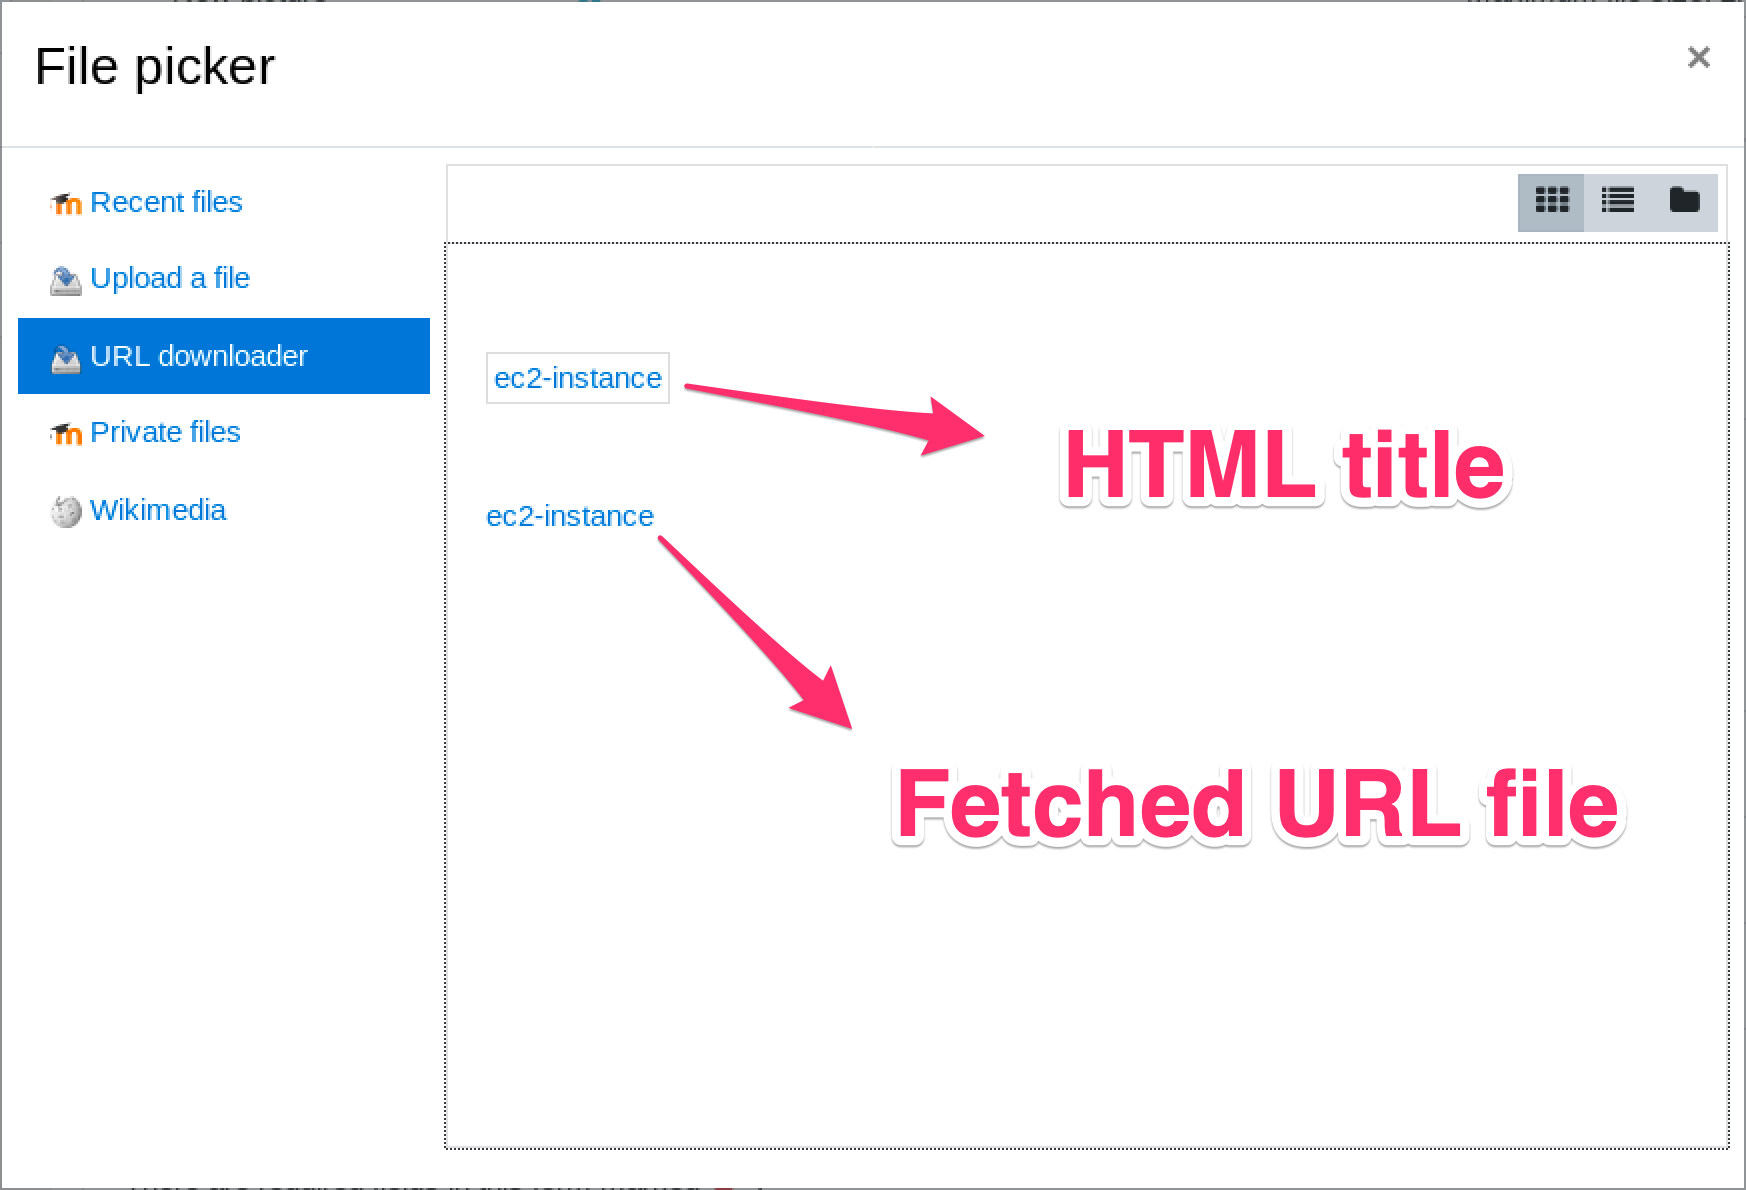 File picker
Recent files
Upload a file
URL downloader
Private files
Wikimedia
ec2-instance
HTML title
ec2-instance
Fetched URL file